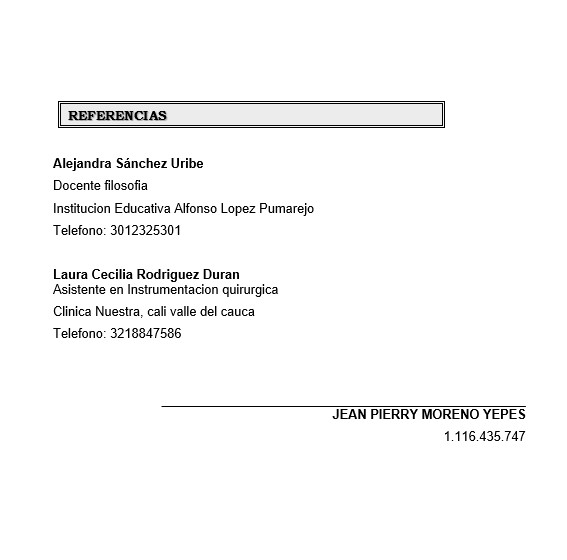 REFERENCIAS
Alejandra Sánchez Uribe
Docente filosofia
Institucion Educativa Alfonso Lopez Pumarejo
Telefono: 3012325301
Laura Cecilia Rodriguez Duran
Asistente en Instrumentacion quirurgica
Clinica Nuestra, cali valle del cauca
Telefono: 3218847586
JEAN PIERRY MORENO YEPES
1.116.435.747